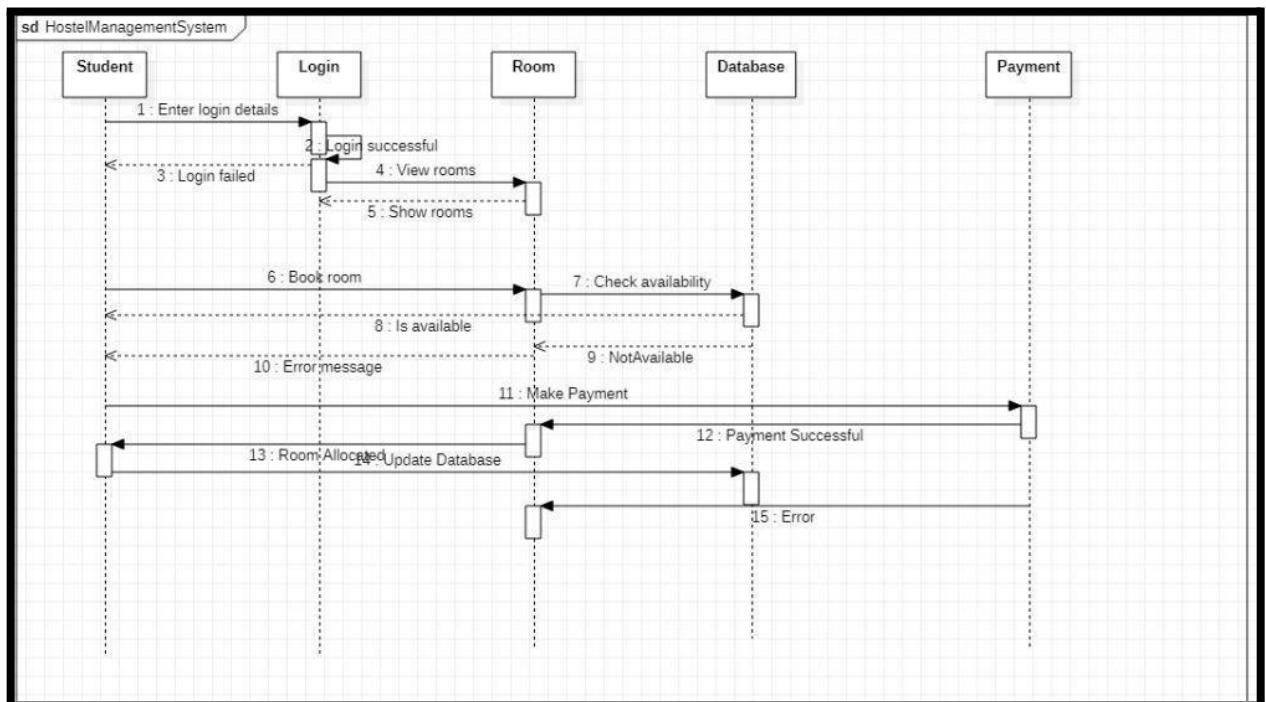 sd HostelManagementSystem
Student
Login
Room
Database
Payment
1 : Enter login details
2 : Login successful
3 : Login failed
4 : View rooms
5 : Show rooms
6 : Book room
7 : Check availability
8 : Is available
9 : NotAvailable
10 : Error message
11 : Make Payment
12 : Payment Successful
13 : Room Allocated
14 : Update Database
15 : Error